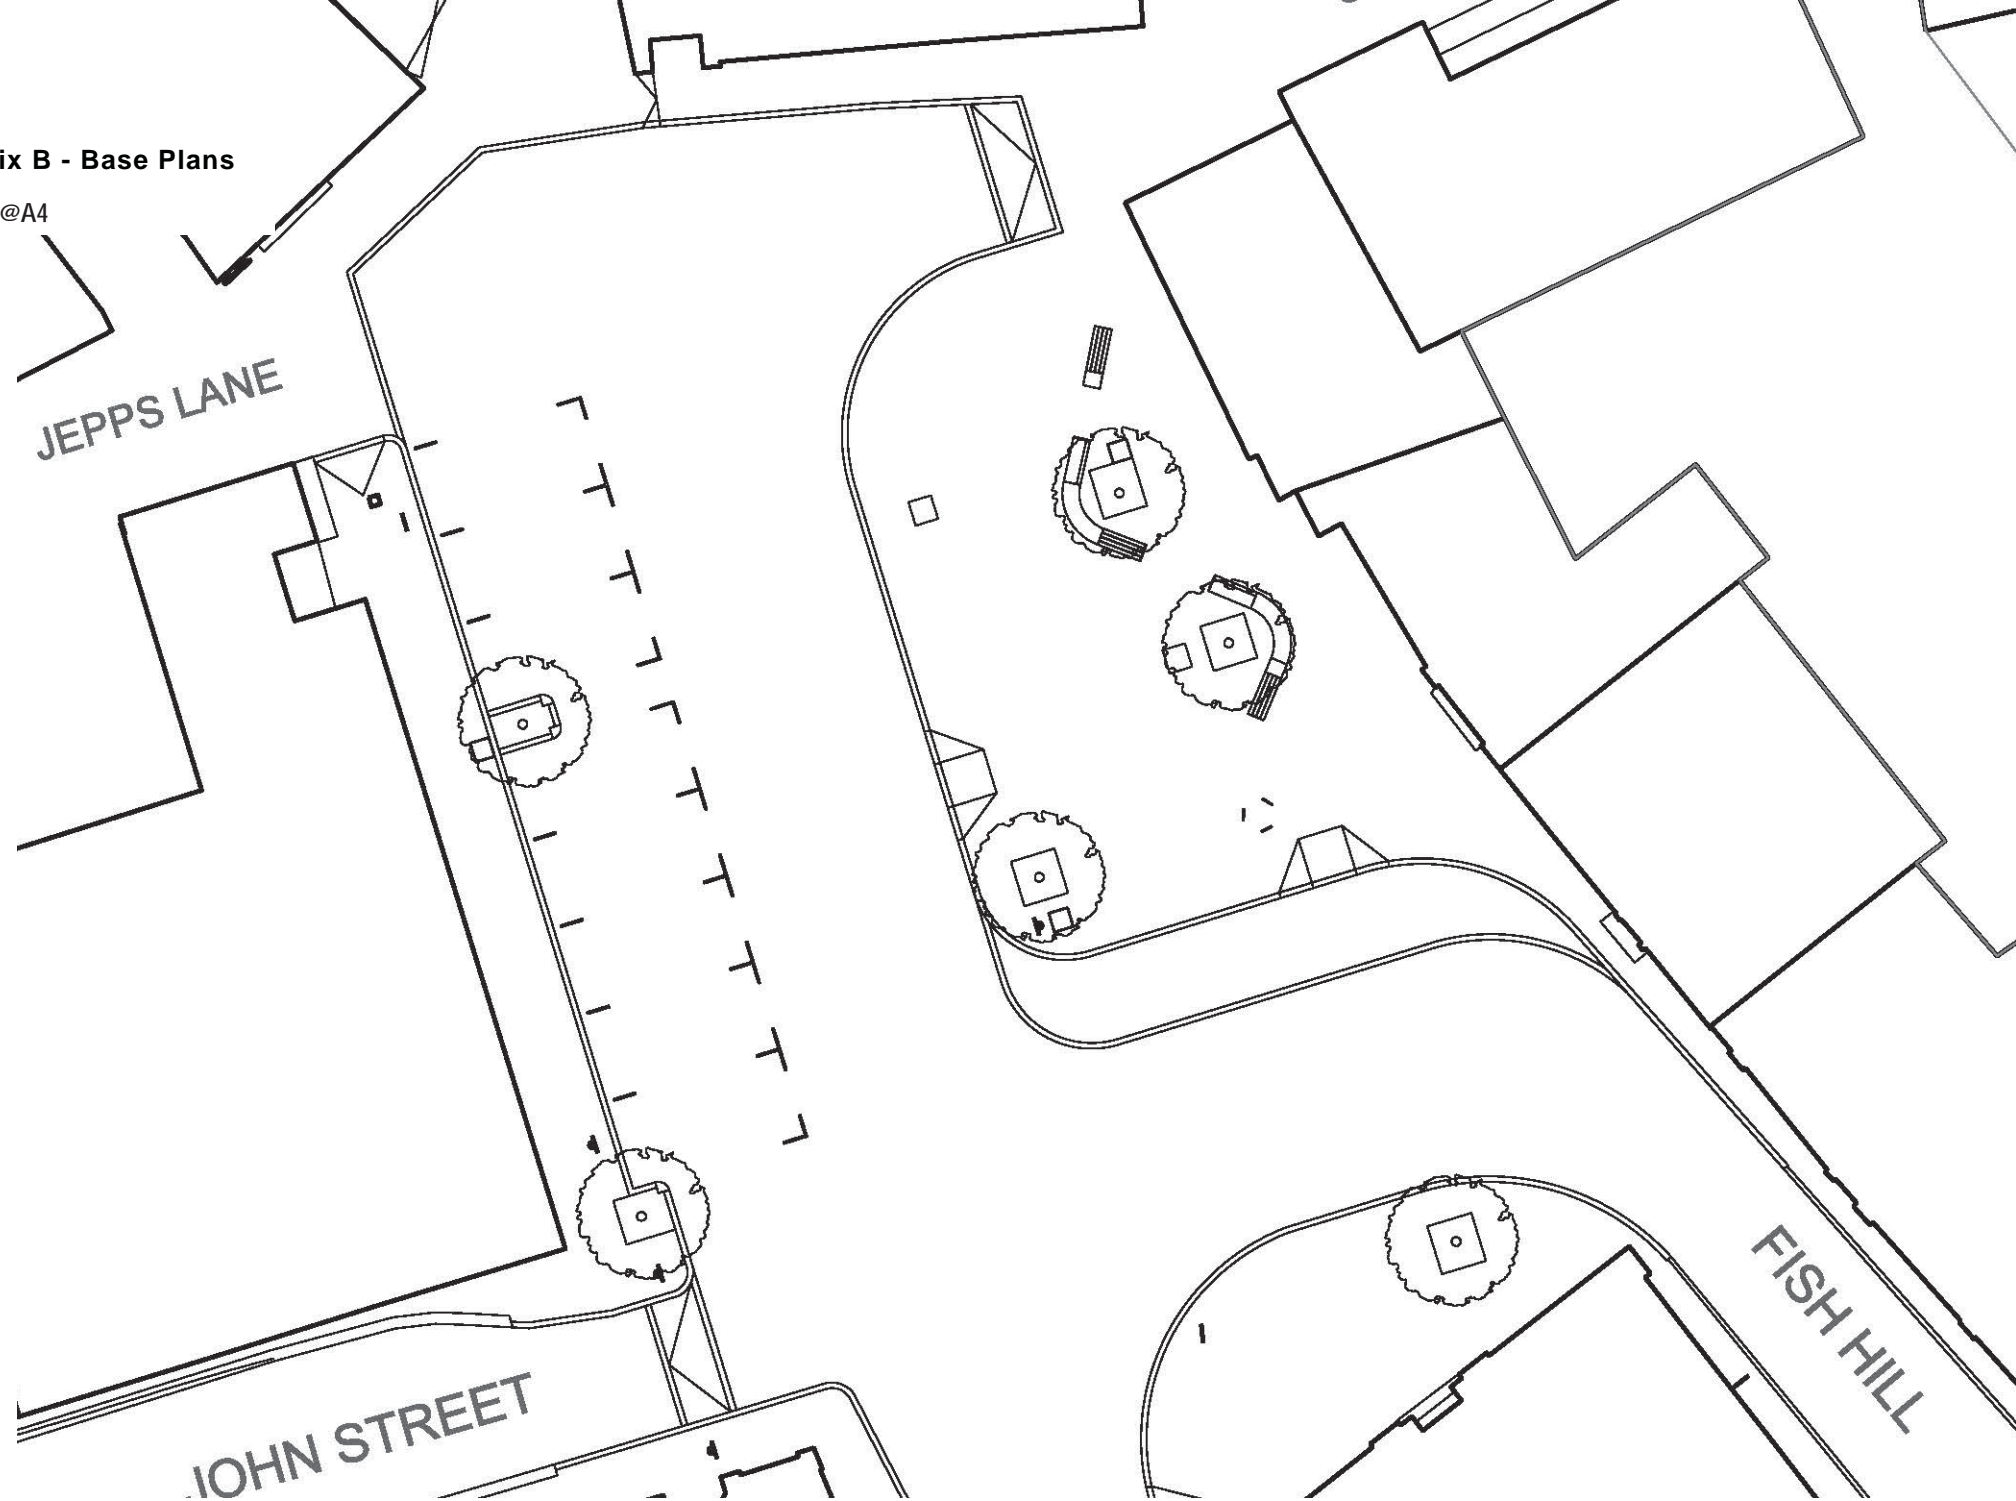 ix B - Base Plans
@A4
JEPPS LANE
JOHN STREET
FISH HILL